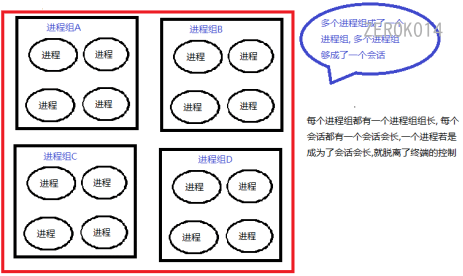 进程组A
进程 进程
进程 进程
进程组B
进程 进程
进程 进程
进程组C
进程 进程
进程 进程
进程组D
进程 进程
进程 进程
多个进程组成了一个
进程组, 多个进程组
够成了一个会话
ZEROK014
每个进程组都有一个进程组组长, 每个
会话都有一个会话会长,一个进程若是
成为了会话会长,就脱离了终端的控制